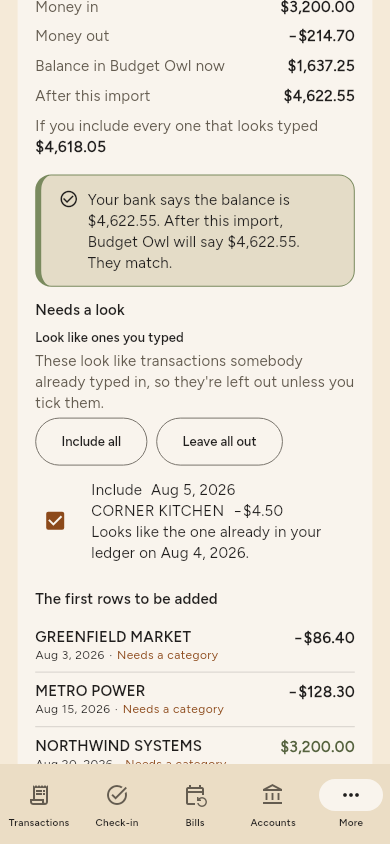 Money in $3,200.00
Money out −$214.70
Balance in Budget Owl now $1,637.25
After this import $4,622.55
If you include every one that looks typed
$4,618.05
Your bank says the balance is
$4,622.55. After this import,
Budget Owl will say $4,622.55.
They match.
Needs a look
Look like ones you typed
These look like transactions somebody
already typed in, so they're left out unless you
tick them.
Include all Leave all out
Include Aug 5, 2026
CORNER KITCHEN −$4.50
Looks like the one already in your
ledger on Aug 4, 2026.
The first rows to be added
GREENFIELD MARKET −$86.40
Aug 3, 2026 · Needs a category
METRO POWER −$128.30
Aug 15, 2026 · Needs a category
NORTHWIND SYSTEMS $3,200.00
Aug 20, 2026 · Needs a category
Transactions Check-in Bills Accounts More